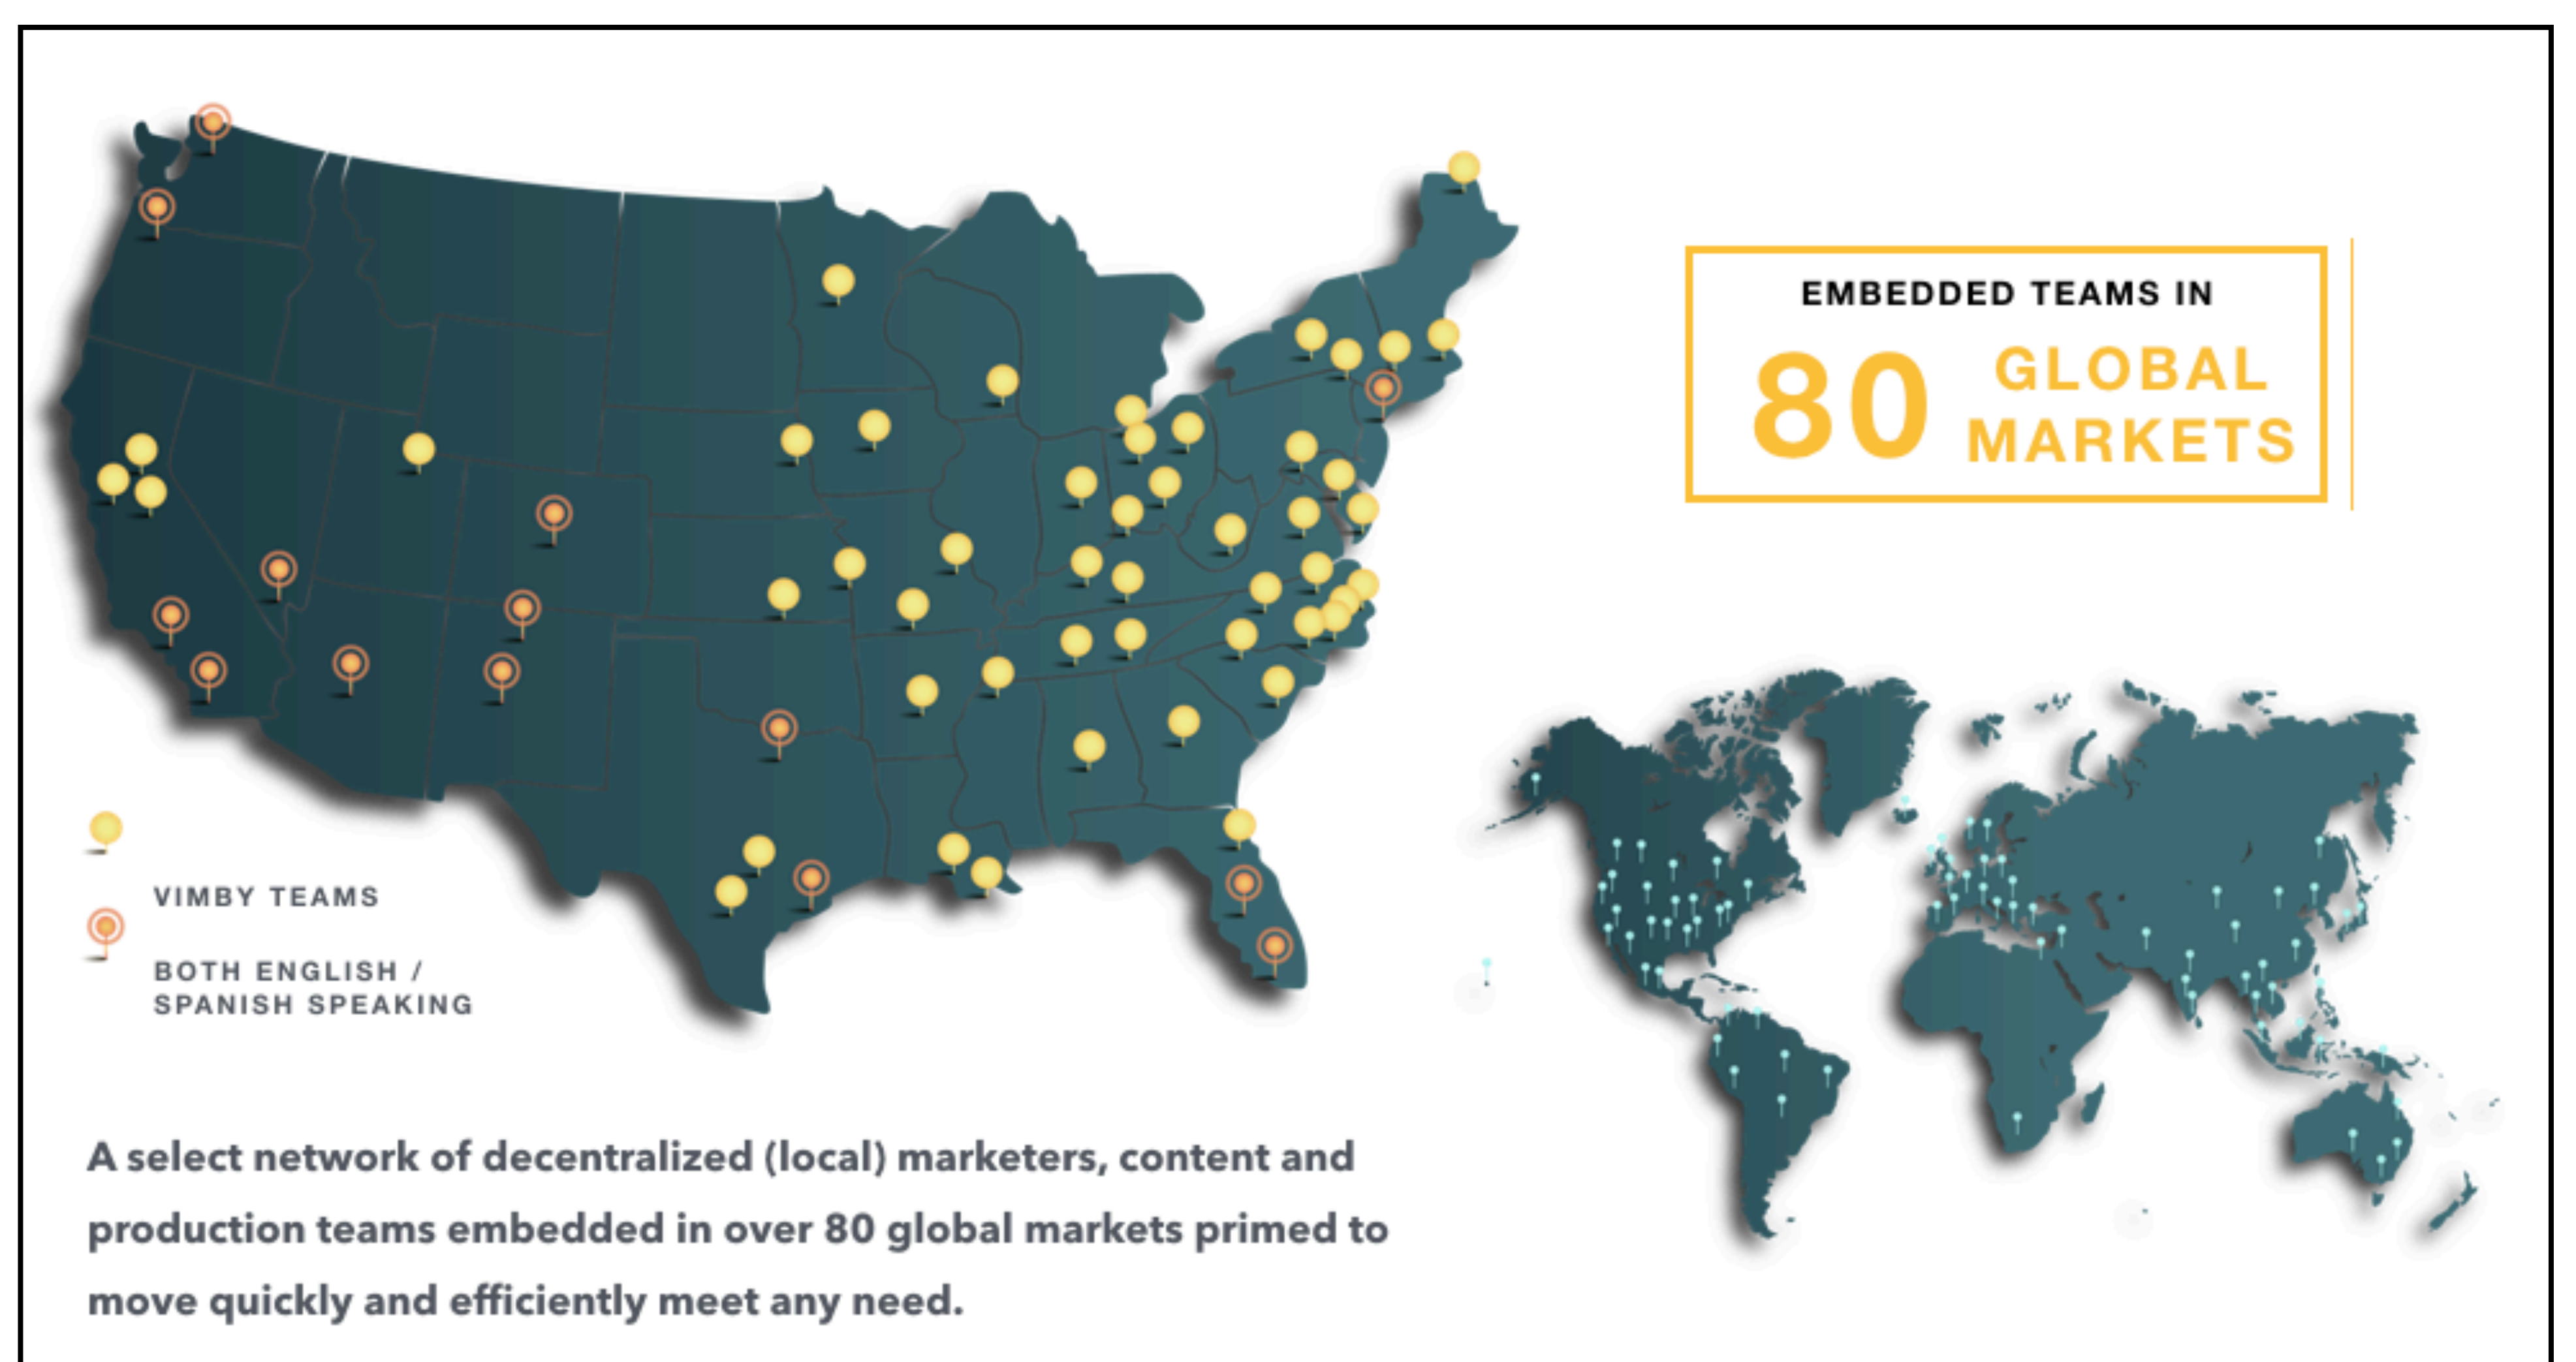 EMBEDDED TEAMS IN
80 GLOBAL
MARKETS
VIMBY TEAMS
BOTH ENGLISH /
SPANISH SPEAKING
A select network of decentralized (local) marketers, content and
production teams embedded in over 80 global markets primed to
move quickly and efficiently meet any need.